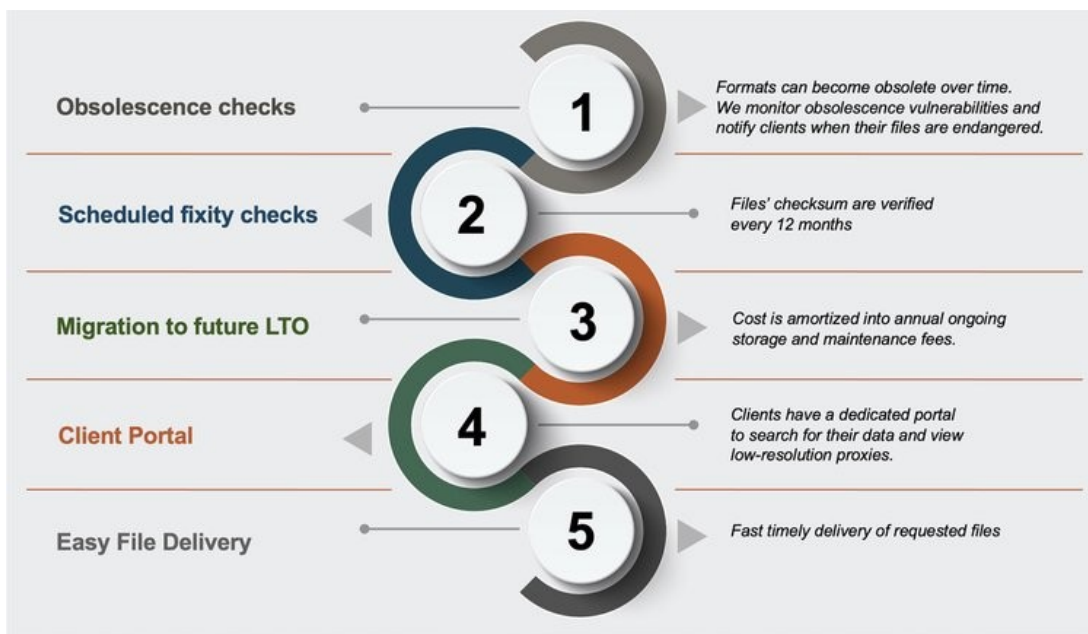 Obsolescence checks
1
Formats can become obsolete over time.
We monitor obsolescence vulnerabilities and
notify clients when their files are endangered.
Scheduled fixity checks
2
Files' checksum are verified
every 12 months
Migration to future LTO
3
Cost is amortized into annual ongoing
storage and maintenance fees.
Client Portal
4
Clients have a dedicated portal
to search for their data and view
low-resolution proxies.
Easy File Delivery
5
Fast timely delivery of requested files